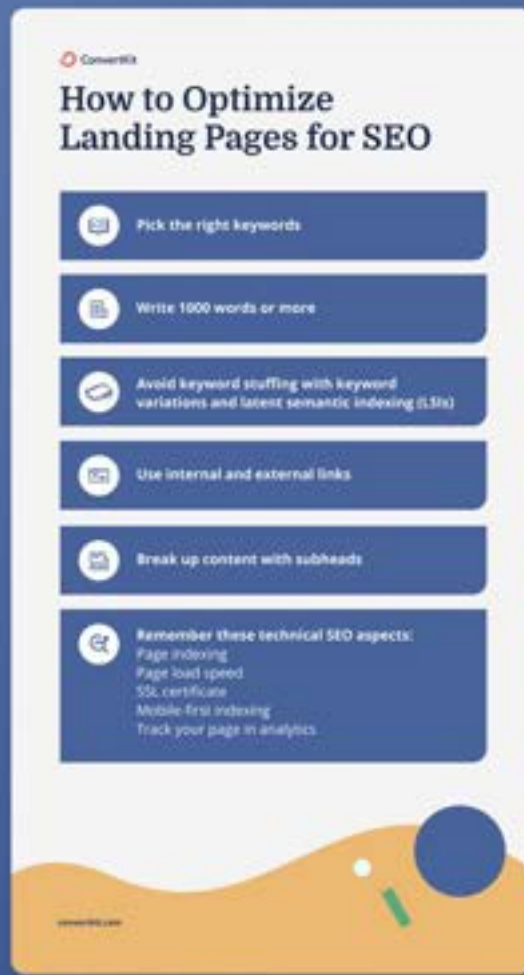 ConvertKit
How to Optimize
Landing Pages for SEO
Pick the right keywords
Write 1000 words or more
Avoid keyword stuffing with keyword
variations and latent semantic indexing (LSIs)
Use internal and external links
Break up content with subheads
Remember these technical SEO aspects:
Page indexing
Page load speed
SSL certificate
Mobile-first indexing
Track your page in analytics
convertkit.com